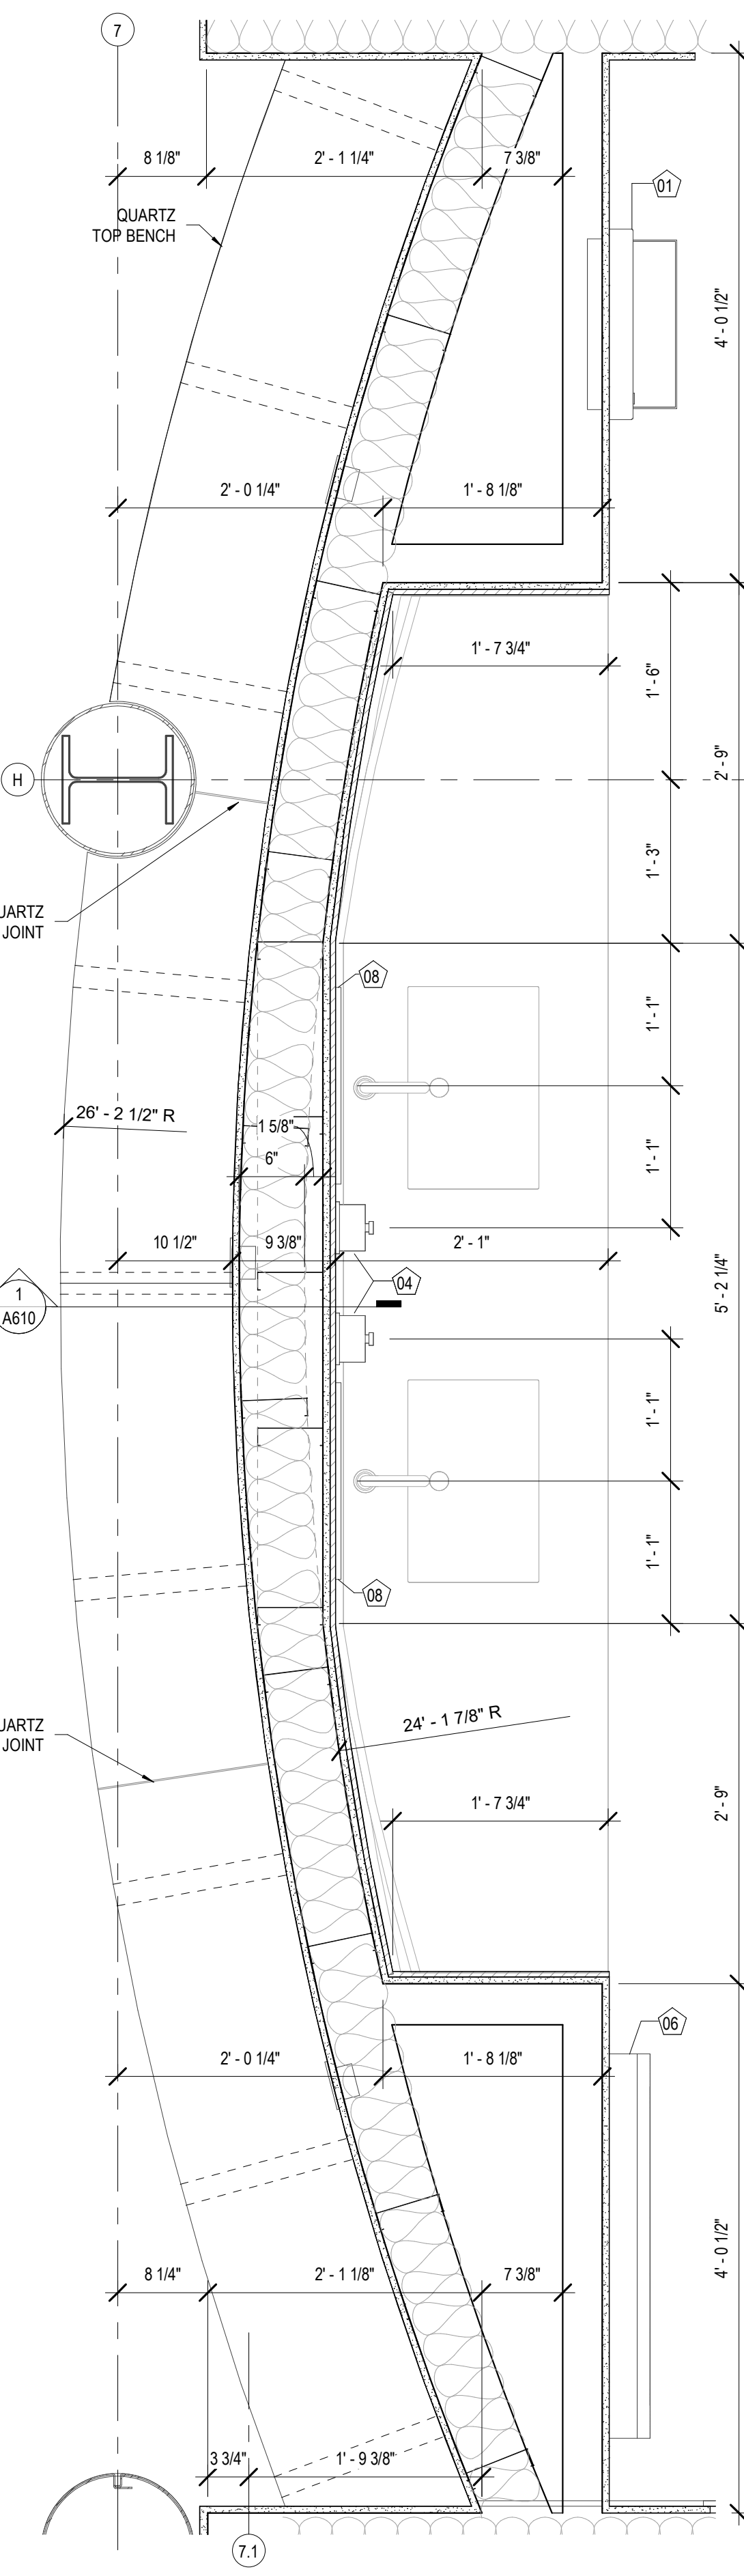 7
8 1/8"
2' - 1 1/4"
7 3/8"
01
QUARTZ
TOP BENCH
4' - 0 1/2"
2' - 0 1/4"
1' - 8 1/8"
1' - 7 3/4"
1' - 6"
H
2' - 9"
1' - 3"
UARTZ
JOINT
08
1' - 1"
26' - 2 1/2" R
1 5/8"
6"
1' - 1"
10 1/2"
9 3/8"
2' - 1"
04
5' - 2 1/4"
1
A610
1' - 1"
1' - 1"
08
UARTZ
JOINT
24' - 1 7/8" R
1' - 7 3/4"
2' - 9"
06
2' - 0 1/4"
1' - 8 1/8"
4' - 0 1/2"
8 1/4"
2' - 1 1/8"
7 3/8"
3 3/4"
1' - 9 3/8"
7.1